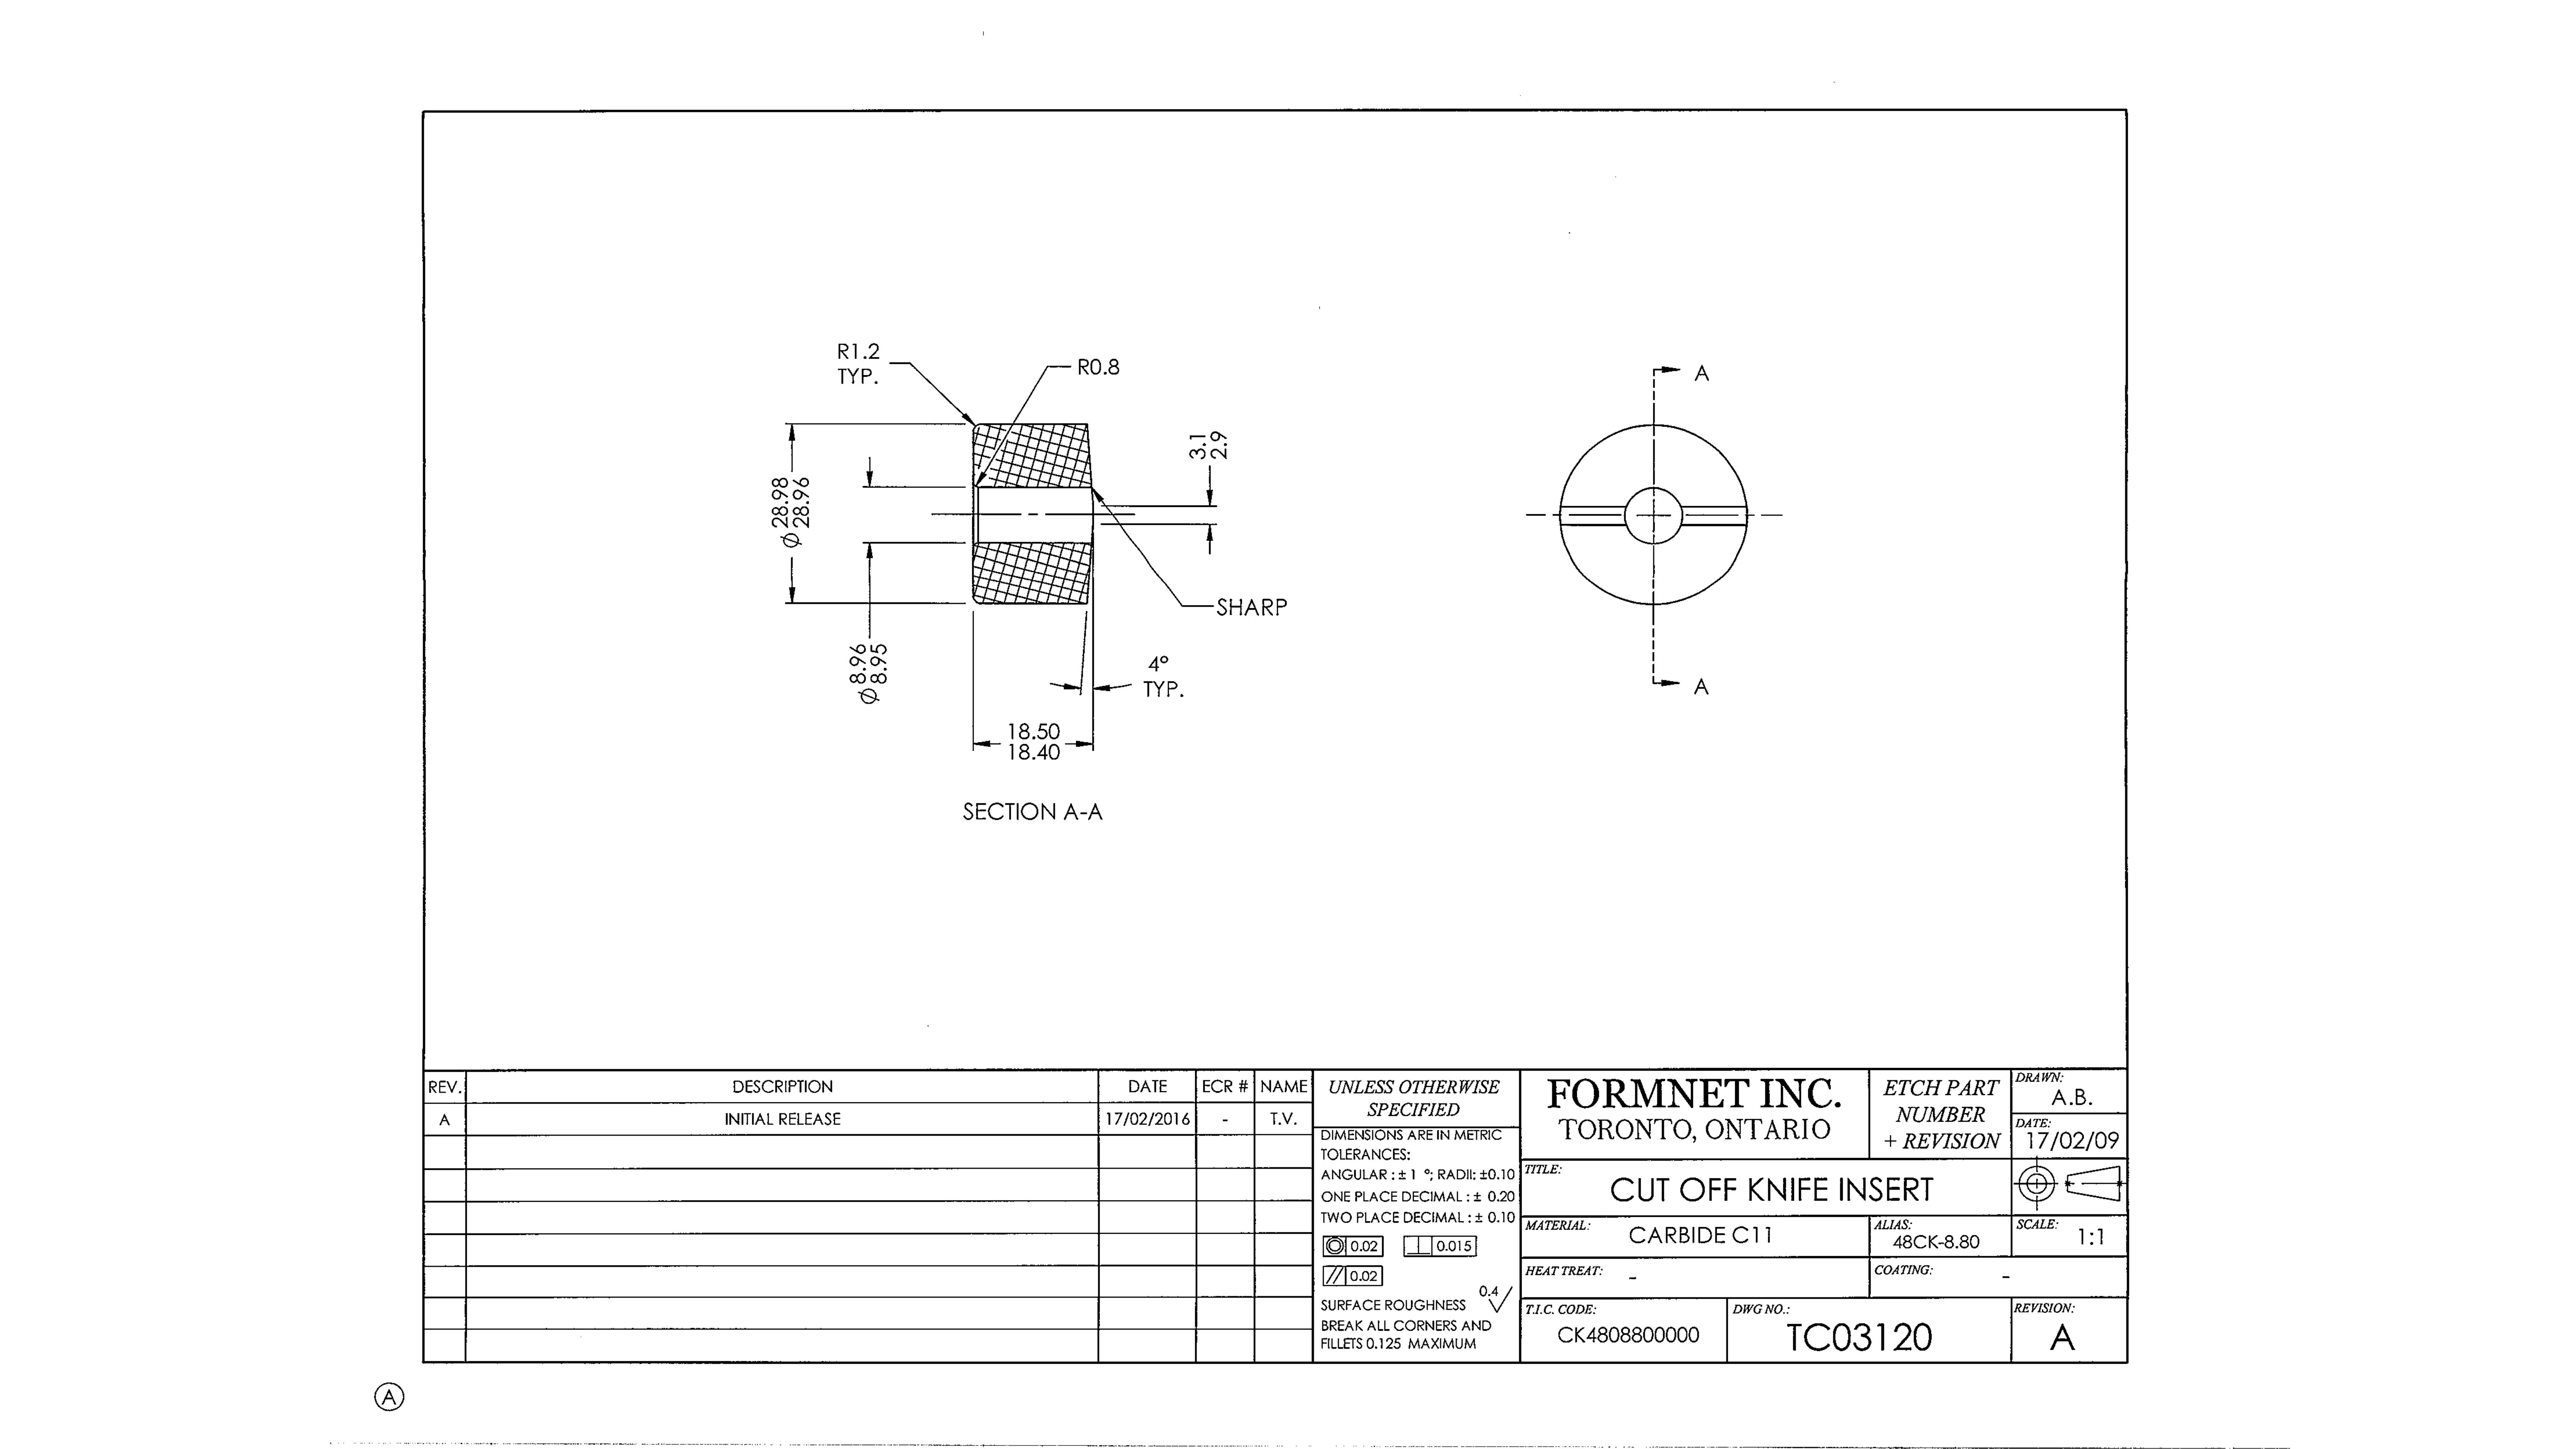 R1.2
TYP.
R0.8
3.1
2.9
⌀ 28.98
⌀ 28.96
⌀ 8.96
8.95
SHARP
4°
TYP.
18.50
18.40
SECTION A-A
A
A
REV. DESCRIPTION DATE ECR # NAME
A INITIAL RELEASE 17/02/2016 - T.V.
UNLESS OTHERWISE
SPECIFIED
DIMENSIONS ARE IN METRIC
TOLERANCES:
ANGULAR : ± 1 °; RADII: ±0.10
ONE PLACE DECIMAL : ± 0.20
TWO PLACE DECIMAL : ± 0.10
◎ 0.02 ⊥ 0.015
// 0.02
0.4
SURFACE ROUGHNESS
BREAK ALL CORNERS AND
FILLETS 0.125 MAXIMUM
FORMNET INC.
TORONTO, ONTARIO
ETCH PART
NUMBER
+ REVISION
DRAWN:
A.B.
DATE:
17/02/09
TITLE:
CUT OFF KNIFE INSERT
MATERIAL:
CARBIDE C11
ALIAS:
48CK-8.80
SCALE:
1:1
HEAT TREAT: -
COATING: -
T.I.C. CODE:
CK4808800000
DWG NO.:
TC03120
REVISION:
A
A